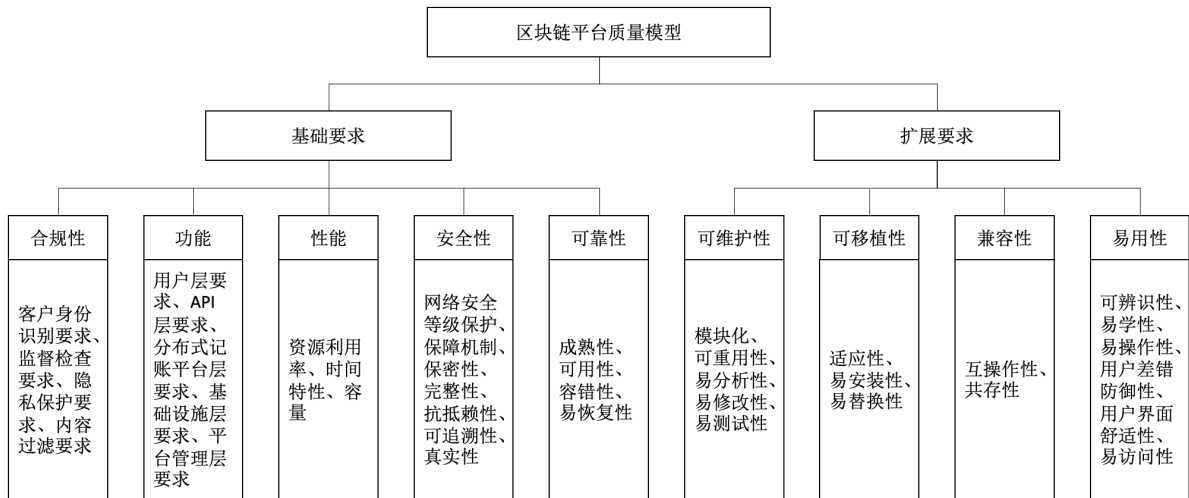 区块链平台质量模型
基础要求
扩展要求
合规性
功能
性能
安全性
可靠性
可维护性
可移植性
兼容性
易用性
客户身份
识别要求、
监督检查
要求、隐
私保护要
求、内容
过滤要求
用户层要
求、API
层要求、
分布式记
账平台层
要求、基
础设施层
要求、平
台管理层
要求
资源利用
率、时间
特性、容
量
网络安全
等级保护、
保障机制、
保密性、
完整性、
抗抵赖性、
可追溯性、
真实性
成熟性、
可用性、
容错性、
易恢复性
模块化、
可重用性、
易分析性、
易修改性、
易测试性
适应性、
易安装性、
易替换性
互操作性、
共存性
可辨识性、
易学性、
易操作性、
用户差错
防御性、
用户界面
舒适性、
易访问性